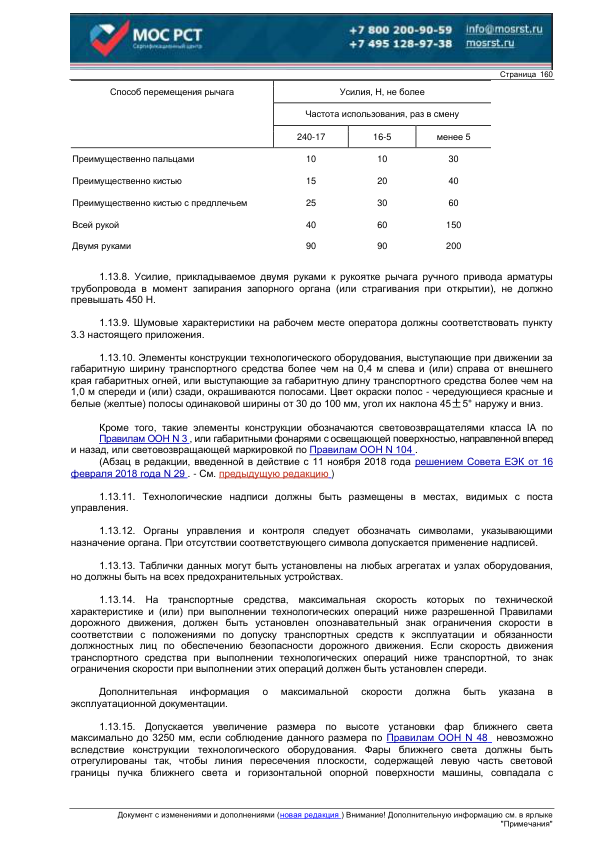 МОС РСТ
Сертификационный центр
+7 800 200-90-59 info@mosrst.ru
+7 495 128-97-38 mosrst.ru
Страница 160
Способ перемещения рычага Усилия, Н, не более
Частота использования, раз в смену
240-17 16-5 менее 5
Преимущественно пальцами 10 10 30
Преимущественно кистью 15 20 40
Преимущественно кистью с предплечьем 25 30 60
Всей рукой 40 60 150
Двумя руками 90 90 200
1.13.8. Усилие, прикладываемое двумя руками к рукоятке рычага ручного привода арматуры
трубопровода в момент запирания запорного органа (или страгивания при открытии), не должно
превышать 450 Н.
1.13.9. Шумовые характеристики на рабочем месте оператора должны соответствовать пункту
3.3 настоящего приложения.
1.13.10. Элементы конструкции технологического оборудования, выступающие при движении за
габаритную ширину транспортного средства более чем на 0,4 м слева и (или) справа от внешнего
края габаритных огней, или выступающие за габаритную длину транспортного средства более чем на
1,0 м спереди и (или) сзади, окрашиваются полосами. Цвет окраски полос - чередующиеся красные и
белые (желтые) полосы одинаковой ширины от 30 до 100 мм, угол их наклона 45±5° наружу и вниз.
Кроме того, такие элементы конструкции обозначаются световозвращателями класса IA по
Правилам ООН N 3 , или габаритными фонарями с освещающей поверхностью, направленной вперед
и назад, или световозвращающей маркировкой по Правилам ООН N 104 .
(Абзац в редакции, введенной в действие с 11 ноября 2018 года решением Совета ЕЭК от 16
февраля 2018 года N 29 . - См. предыдущую редакцию )
1.13.11. Технологические надписи должны быть размещены в местах, видимых с поста
управления.
1.13.12. Органы управления и контроля следует обозначать символами, указывающими
назначение органа. При отсутствии соответствующего символа допускается применение надписей.
1.13.13. Таблички данных могут быть установлены на любых агрегатах и узлах оборудования,
но должны быть на всех предохранительных устройствах.
1.13.14. На транспортные средства, максимальная скорость которых по технической
характеристике и (или) при выполнении технологических операций ниже разрешенной Правилами
дорожного движения, должен быть установлен опознавательный знак ограничения скорости в
соответствии с положениями по допуску транспортных средств к эксплуатации и обязанности
должностных лиц по обеспечению безопасности дорожного движения. Если скорость движения
транспортного средства при выполнении технологических операций ниже транспортной, то знак
ограничения скорости при выполнении этих операций должен быть установлен спереди.
Дополнительная информация о максимальной скорости должна быть указана в
эксплуатационной документации.
1.13.15. Допускается увеличение размера по высоте установки фар ближнего света
максимально до 3250 мм, если соблюдение данного размера по Правилам ООН N 48 невозможно
вследствие конструкции технологического оборудования. Фары ближнего света должны быть
отрегулированы так, чтобы линия пересечения плоскости, содержащей левую часть световой
границы пучка ближнего света и горизонтальной опорной поверхности машины, совпадала с
Документ с изменениями и дополнениями (новая редакция ) Внимание! Дополнительную информацию см. в ярлыке
"Примечания"